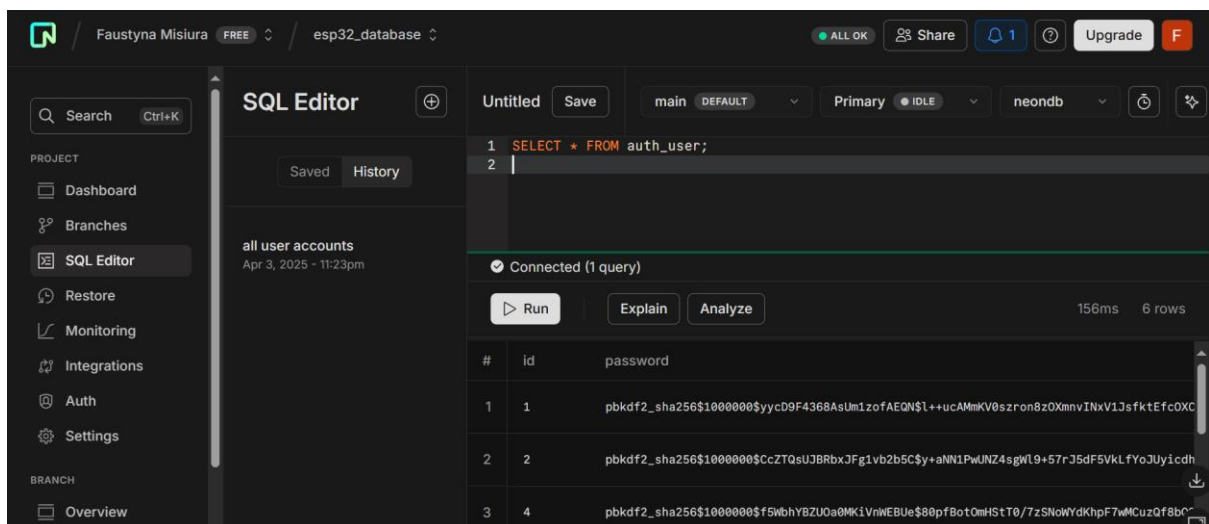 Faustyna Misiura FREE / esp32_database
ALL OK Share 1 Upgrade F
Search Ctrl+K
PROJECT
Dashboard
Branches
SQL Editor
Restore
Monitoring
Integrations
Auth
Settings
BRANCH
Overview
SQL Editor
Saved History
all user accounts
Apr 3, 2025 - 11:23pm
Untitled Save main DEFAULT Primary IDLE neondb
1 SELECT * FROM auth_user;
2
Connected (1 query)
Run Explain Analyze 156ms 6 rows
# id password
1 1
2 2
3 4